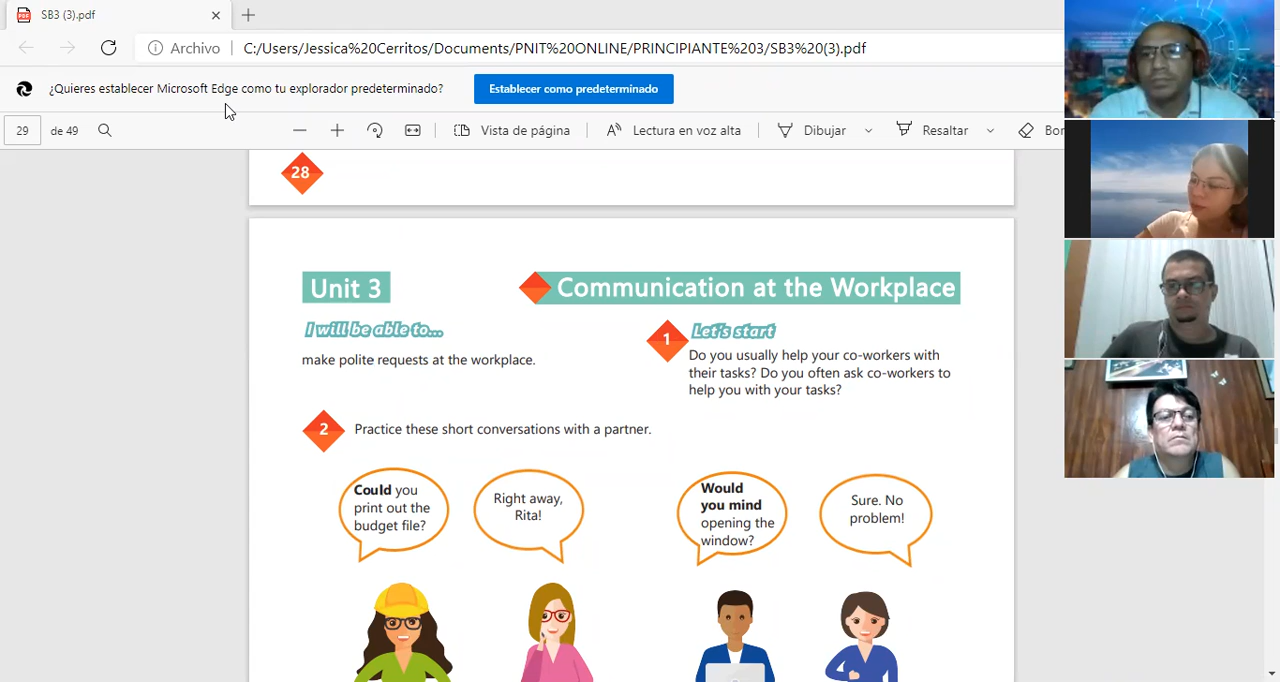 SB3 (3).pdf
Archivo
C:/Users/Jessica%20Cerritos/Documents/PNIT%20ONLINE/PRINCIPIANTE%203/SB3%20(3).pdf
¿Quieres establecer Microsoft Edge como tu explorador predeterminado?
Establecer como predeterminado
29 de 49
Vista de página
Lectura en voz alta
Dibujar
Resaltar
Bor
28
Unit 3
Communication at the Workplace
I will be able to...
make polite requests at the workplace.
1
Let's start
Do you usually help your co-workers with
their tasks? Do you often ask co-workers to
help you with your tasks?
2
Practice these short conversations with a partner.
Could you
print out the
budget file?
Right away,
Rita!
Would
you mind
opening the
window?
Sure. No
problem!